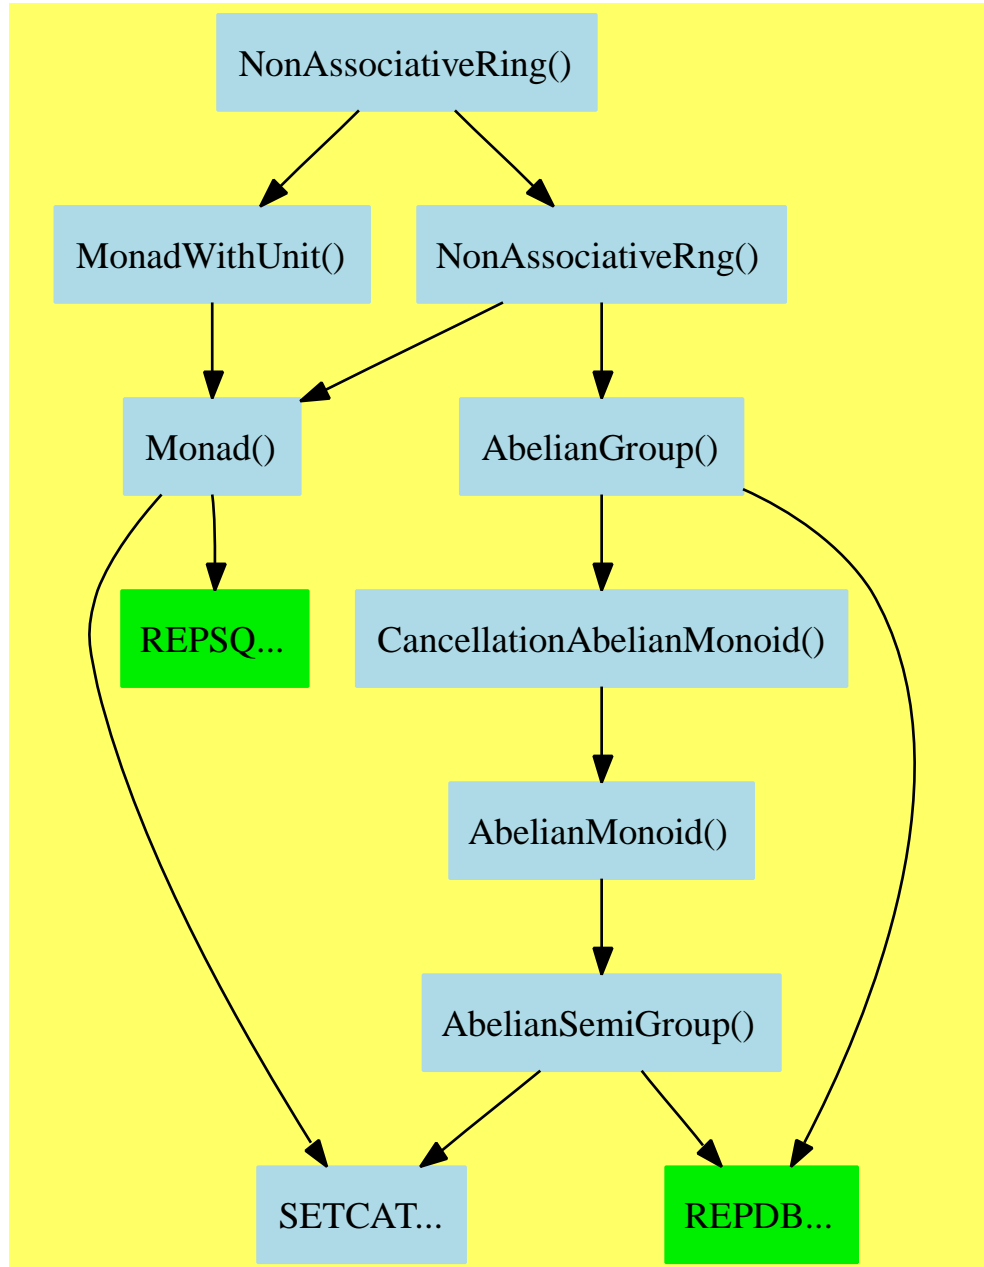 NonAssociativeRing()
MonadWithUnit()
NonAssociativeRng()
Monad()
AbelianGroup()
REPSQ...
CancellationAbelianMonoid()
AbelianMonoid()
AbelianSemiGroup()
SETCAT...
REPDB...